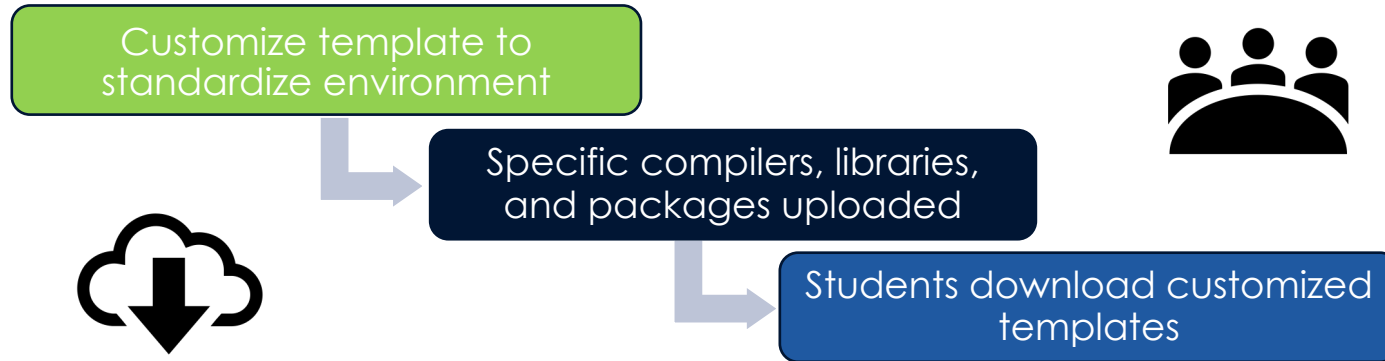 Customize template to
standardize environment
Specific compilers, libraries,
and packages uploaded
Students download customized
templates